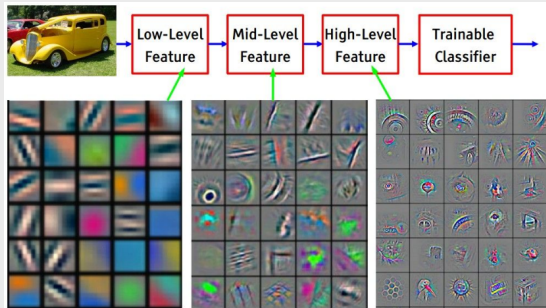 Low-Level
Feature
Mid-Level
Feature
High-Level
Feature
Trainable
Classifier